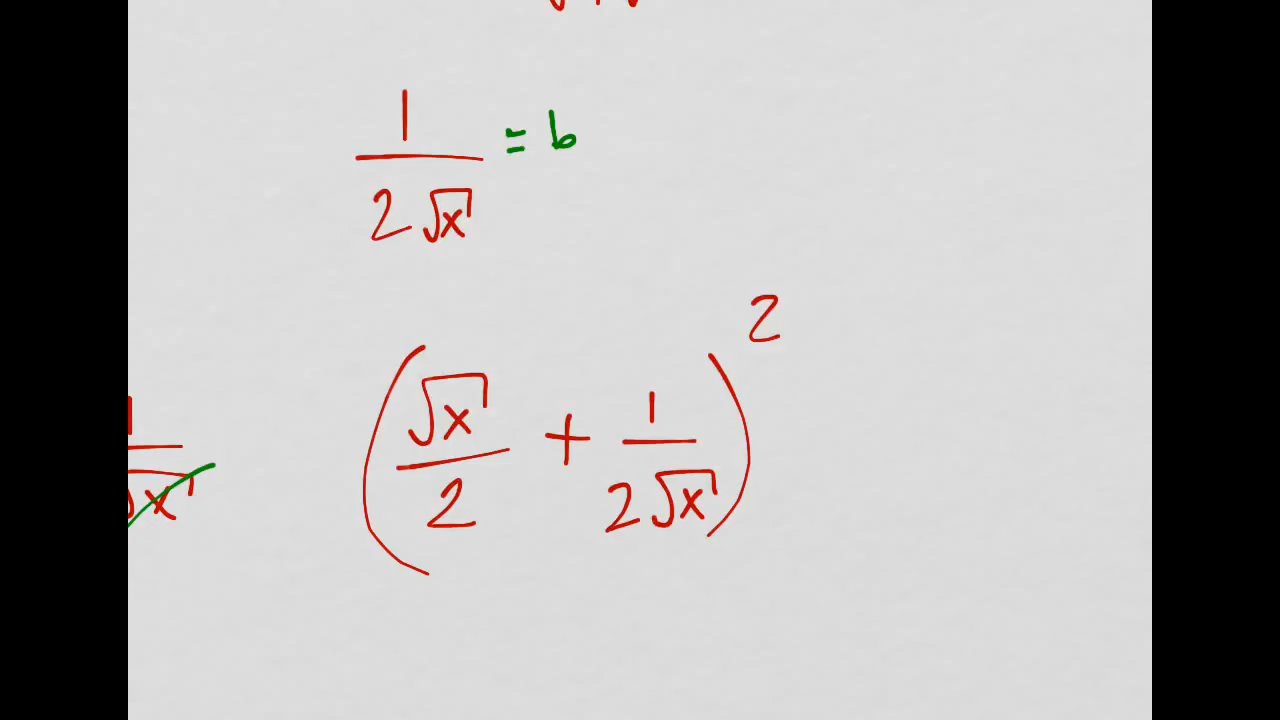 1/(2√x) = b
(√x/2 + 1/(2√x))²